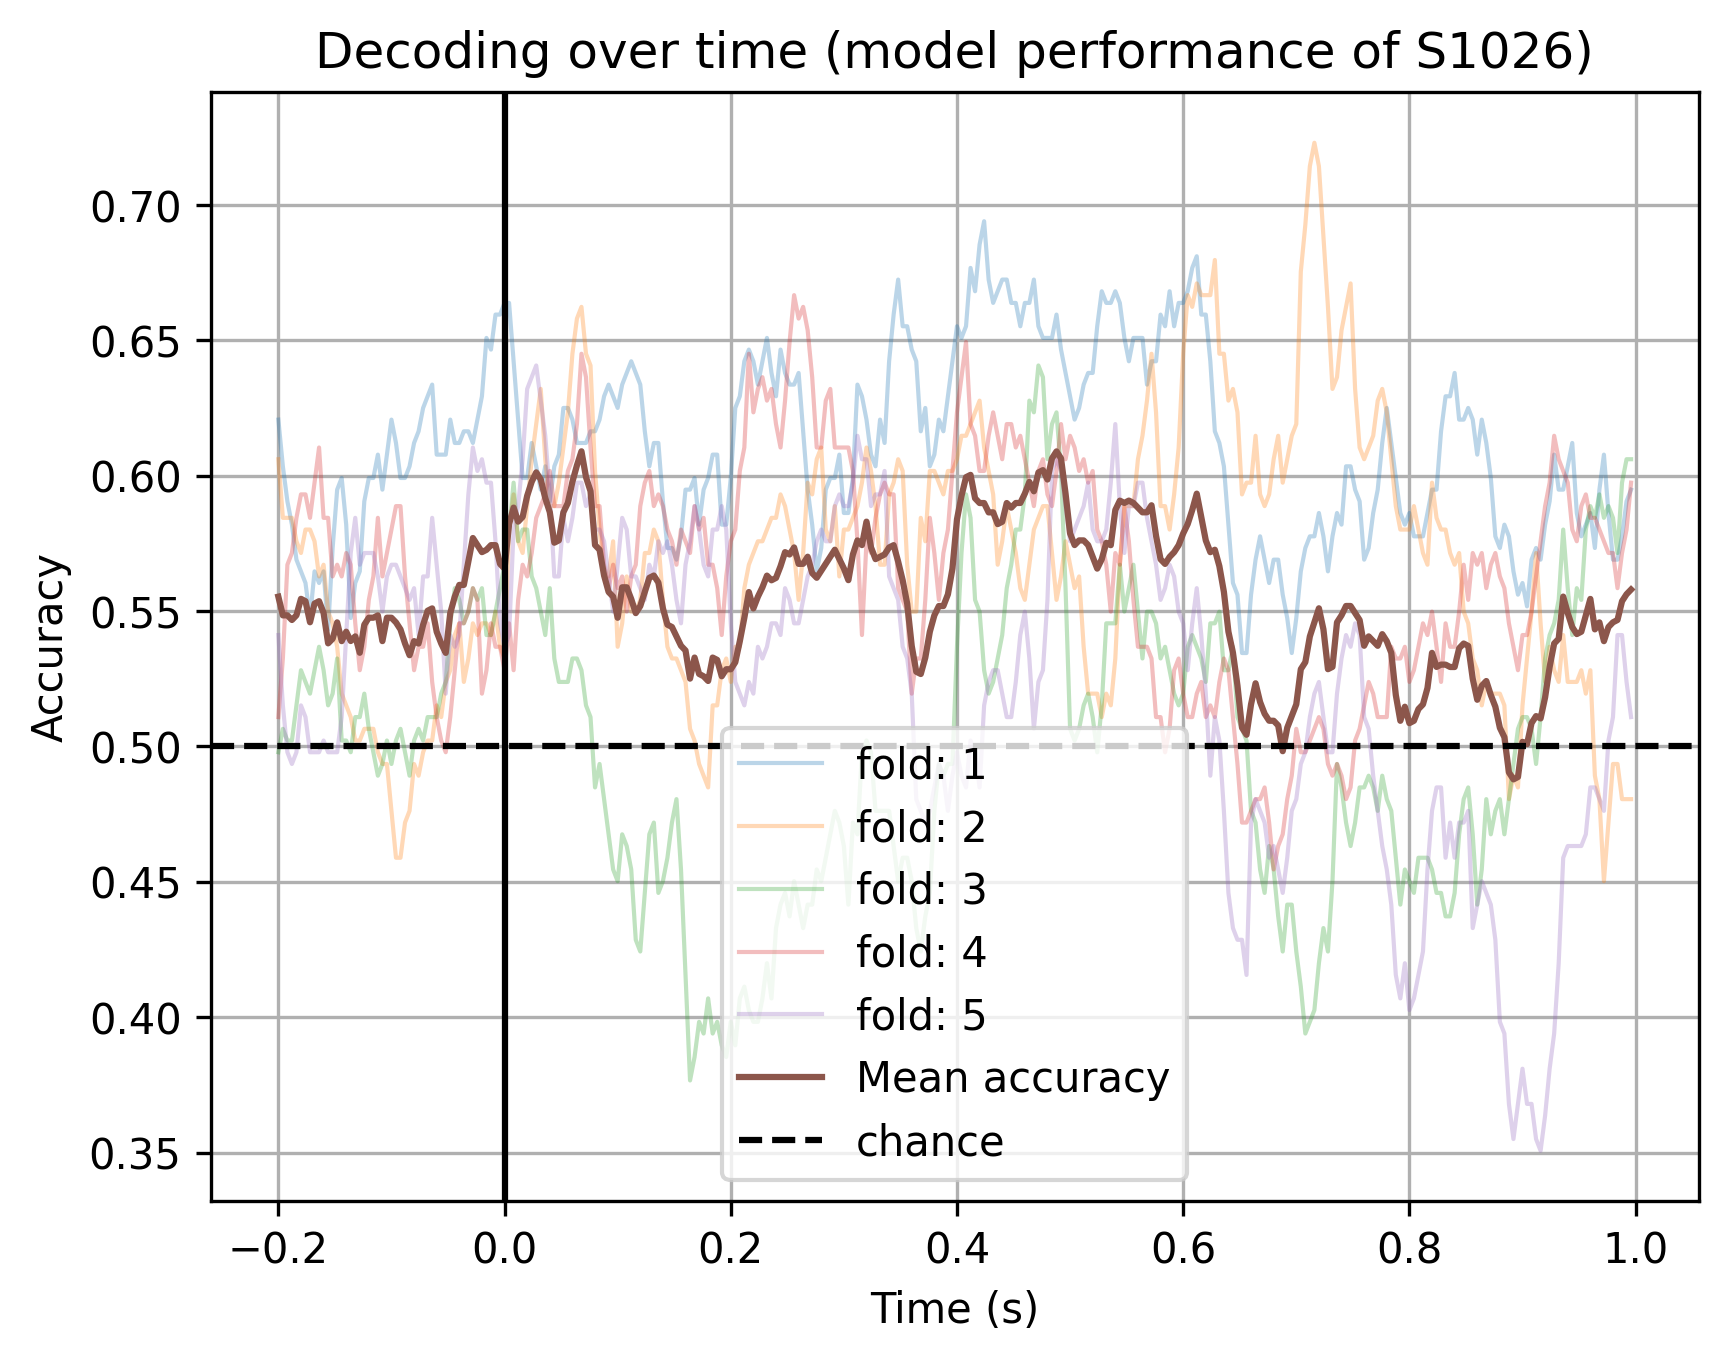 Decoding over time (model performance of S1026)
Accuracy
0.70
0.65
0.60
0.55
0.50
0.45
0.40
0.35
fold: 1
fold: 2
fold: 3
fold: 4
fold: 5
Mean accuracy
chance
−0.2 0.0 0.2 0.4 0.6 0.8 1.0
Time (s)